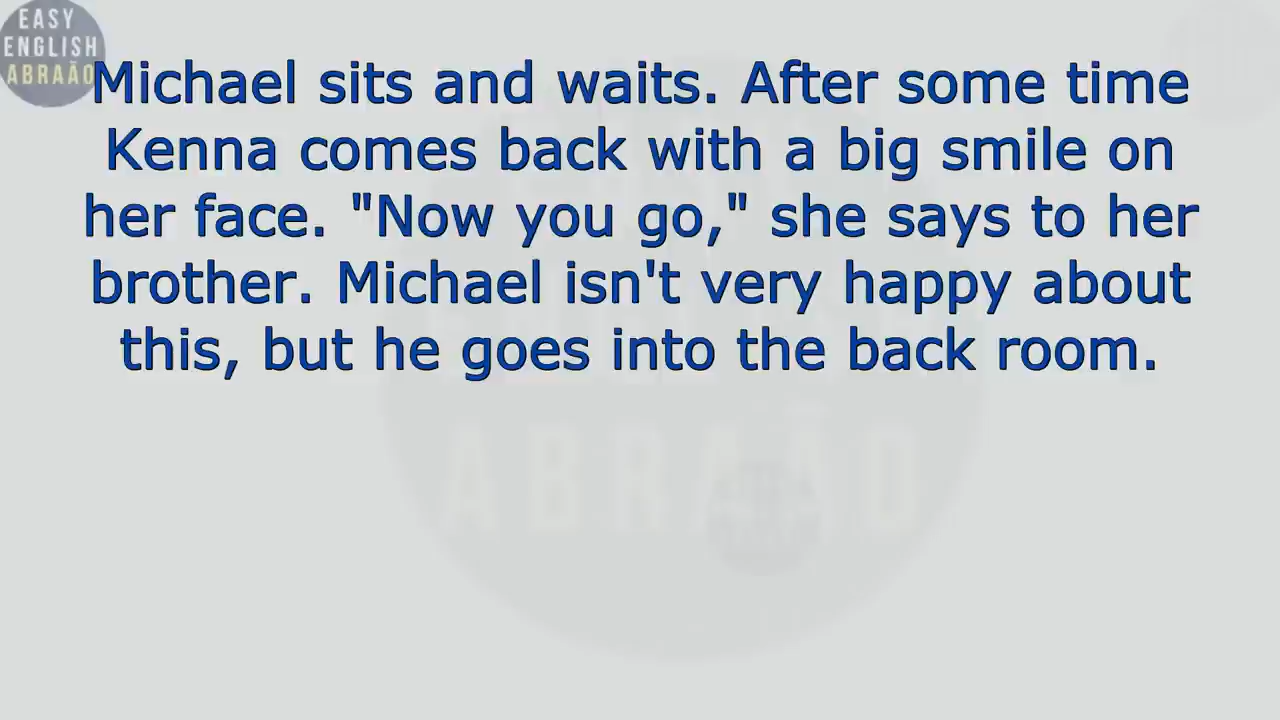 EASY
ENGLISH
ABRAÃO
Michael sits and waits. After some time
Kenna comes back with a big smile on
her face. "Now you go," she says to her
brother. Michael isn't very happy about
this, but he goes into the back room.
ABRAÃO